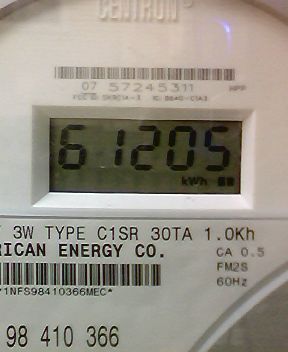 CENTRON®
07 57245311
61205
kWh
3W TYPE C1SR 30TA 1.0Kh
RICAN ENERGY CO.
CA 0.5
FM2S
60Hz
1NFS98410366MEC*
98 410 366